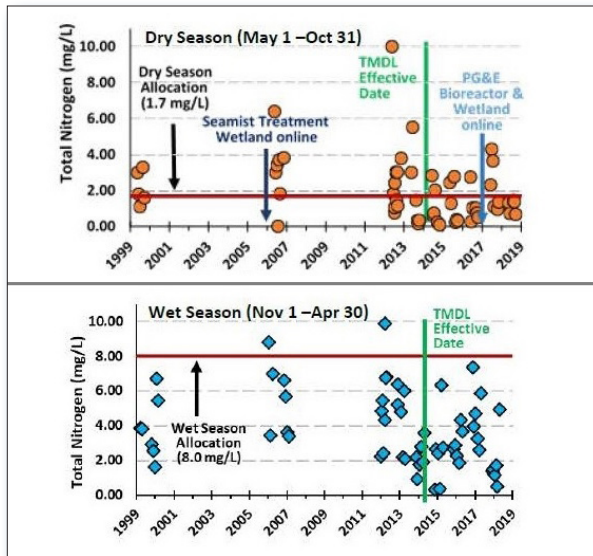 Dry Season (May 1 –Oct 31)
Total Nitrogen (mg/L)
10.00
8.00
6.00
4.00
2.00
0.00
Dry Season
Allocation
(1.7 mg/L)
Seamist Treatment
Wetland online
TMDL
Effective
Date
PG&E
Bioreactor &
Wetland
online
1999
2001
2003
2005
2007
2009
2011
2013
2015
2017
2019
Wet Season (Nov 1 –Apr 30)
Total Nitrogen (mg/L)
10.00
8.00
6.00
4.00
2.00
0.00
Wet Season
Allocation
(8.0 mg/L)
TMDL
Effective
Date
1999
2001
2003
2005
2007
2009
2011
2013
2015
2017
2019